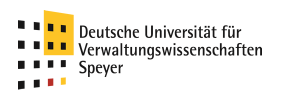 Deutsche Universität für
Verwaltungswissenschaften
Speyer